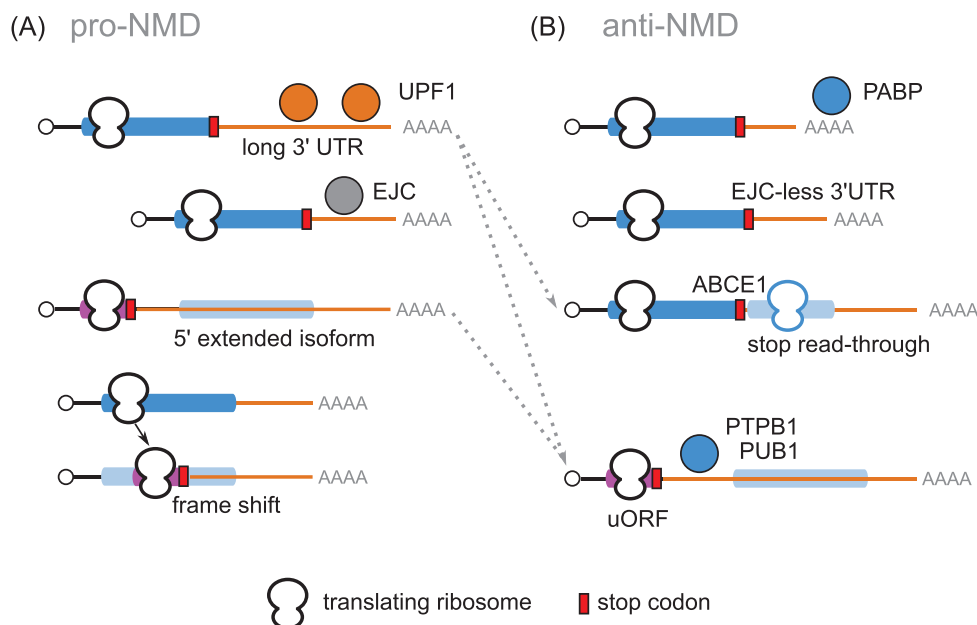 (A) pro-NMD
UPF1
AAAA
long 3' UTR
EJC
AAAA
AAAA
5' extended isoform
AAAA
AAAA
frame shift
(B) anti-NMD
PABP
AAAA
EJC-less 3'UTR
AAAA
ABCE1
AAAA
stop read-through
PTPB1
PUB1
AAAA
uORF
translating ribosome
stop codon